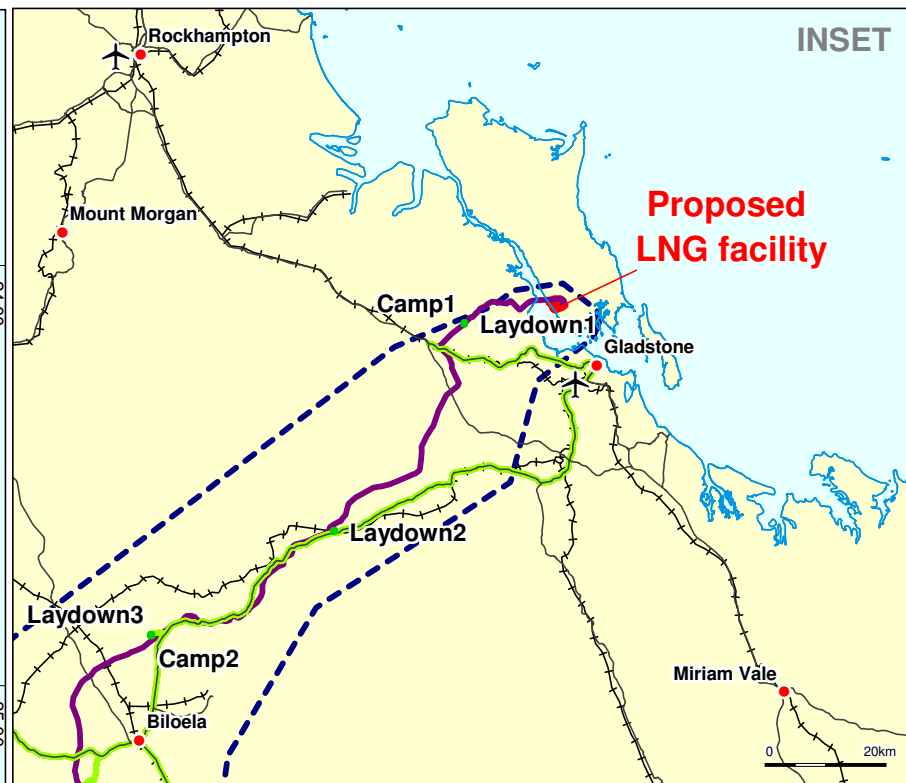 Rockhampton
INSET
Mount Morgan
Proposed
LNG facility
Camp1
Laydown1
Gladstone
Laydown2
Laydown3
Camp2
Miriam Vale
Biloela
0 20km